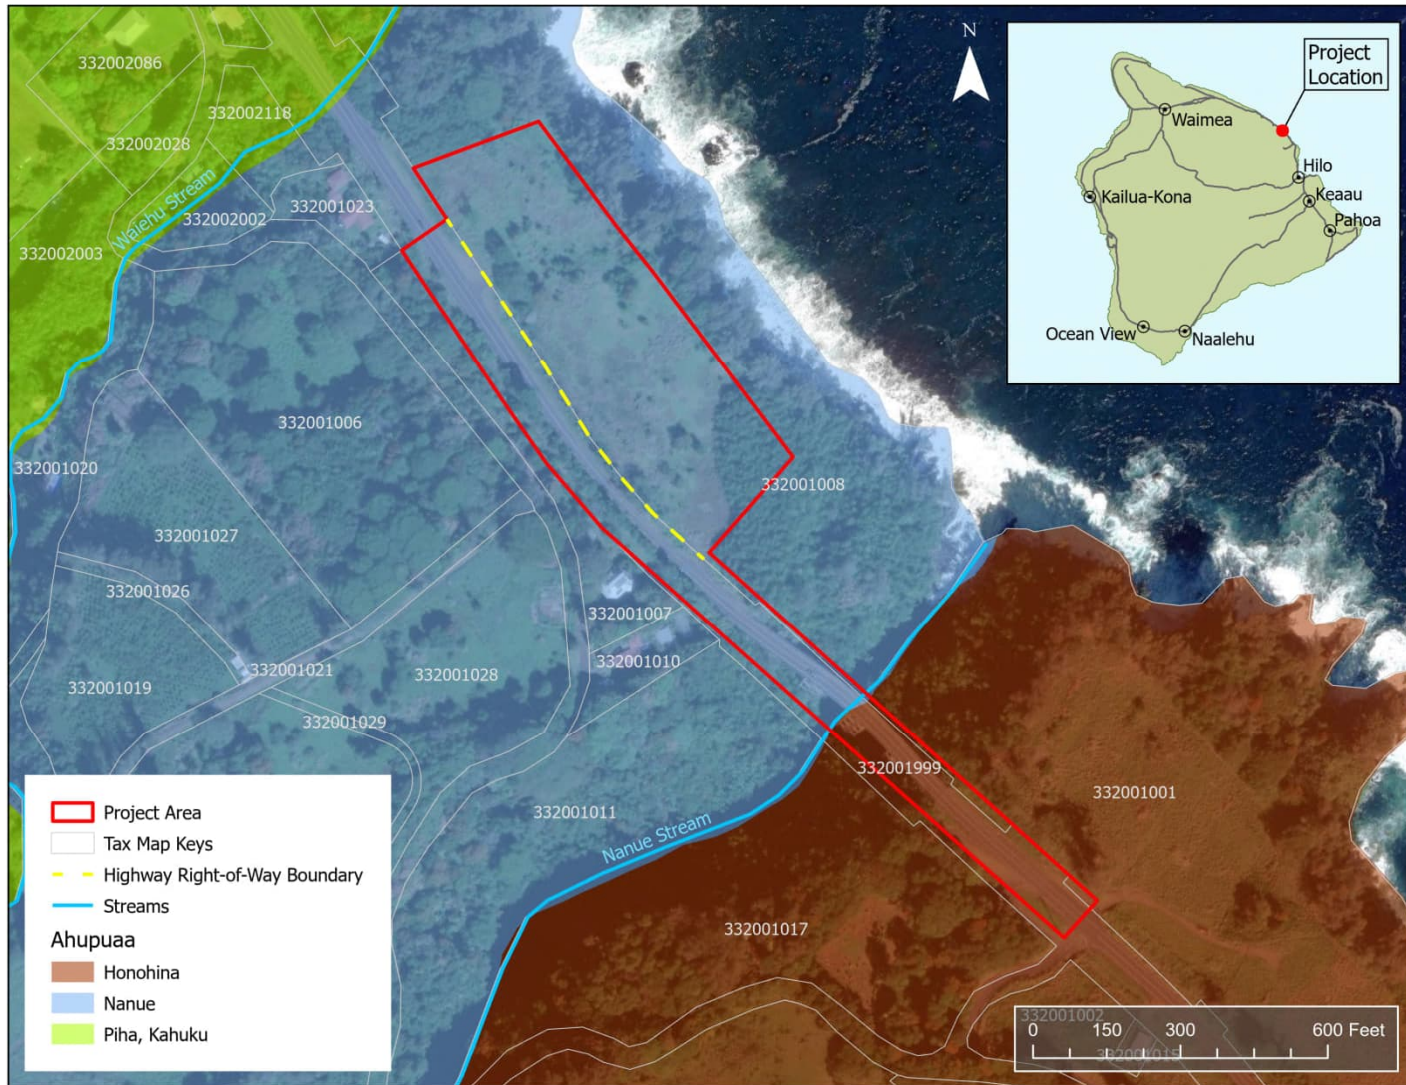 N
Project
Location
Waimea
Hilo
Keaau
Kailua-Kona
Pahoa
Ocean View
Naalehu
332002086
332002118
332002028
Waiehu Stream
332002002
332001023
332002003
332001006
332001020
332001008
332001027
332001026
332001007
332001010
332001021
332001028
332001019
332001029
332001999
332001001
332001011
Nanue Stream
332001017
332001002
332001015
Project Area
Tax Map Keys
Highway Right-of-Way Boundary
Streams
Ahupuaa
Honohina
Nanue
Piha, Kahuku
0 150 300 600 Feet